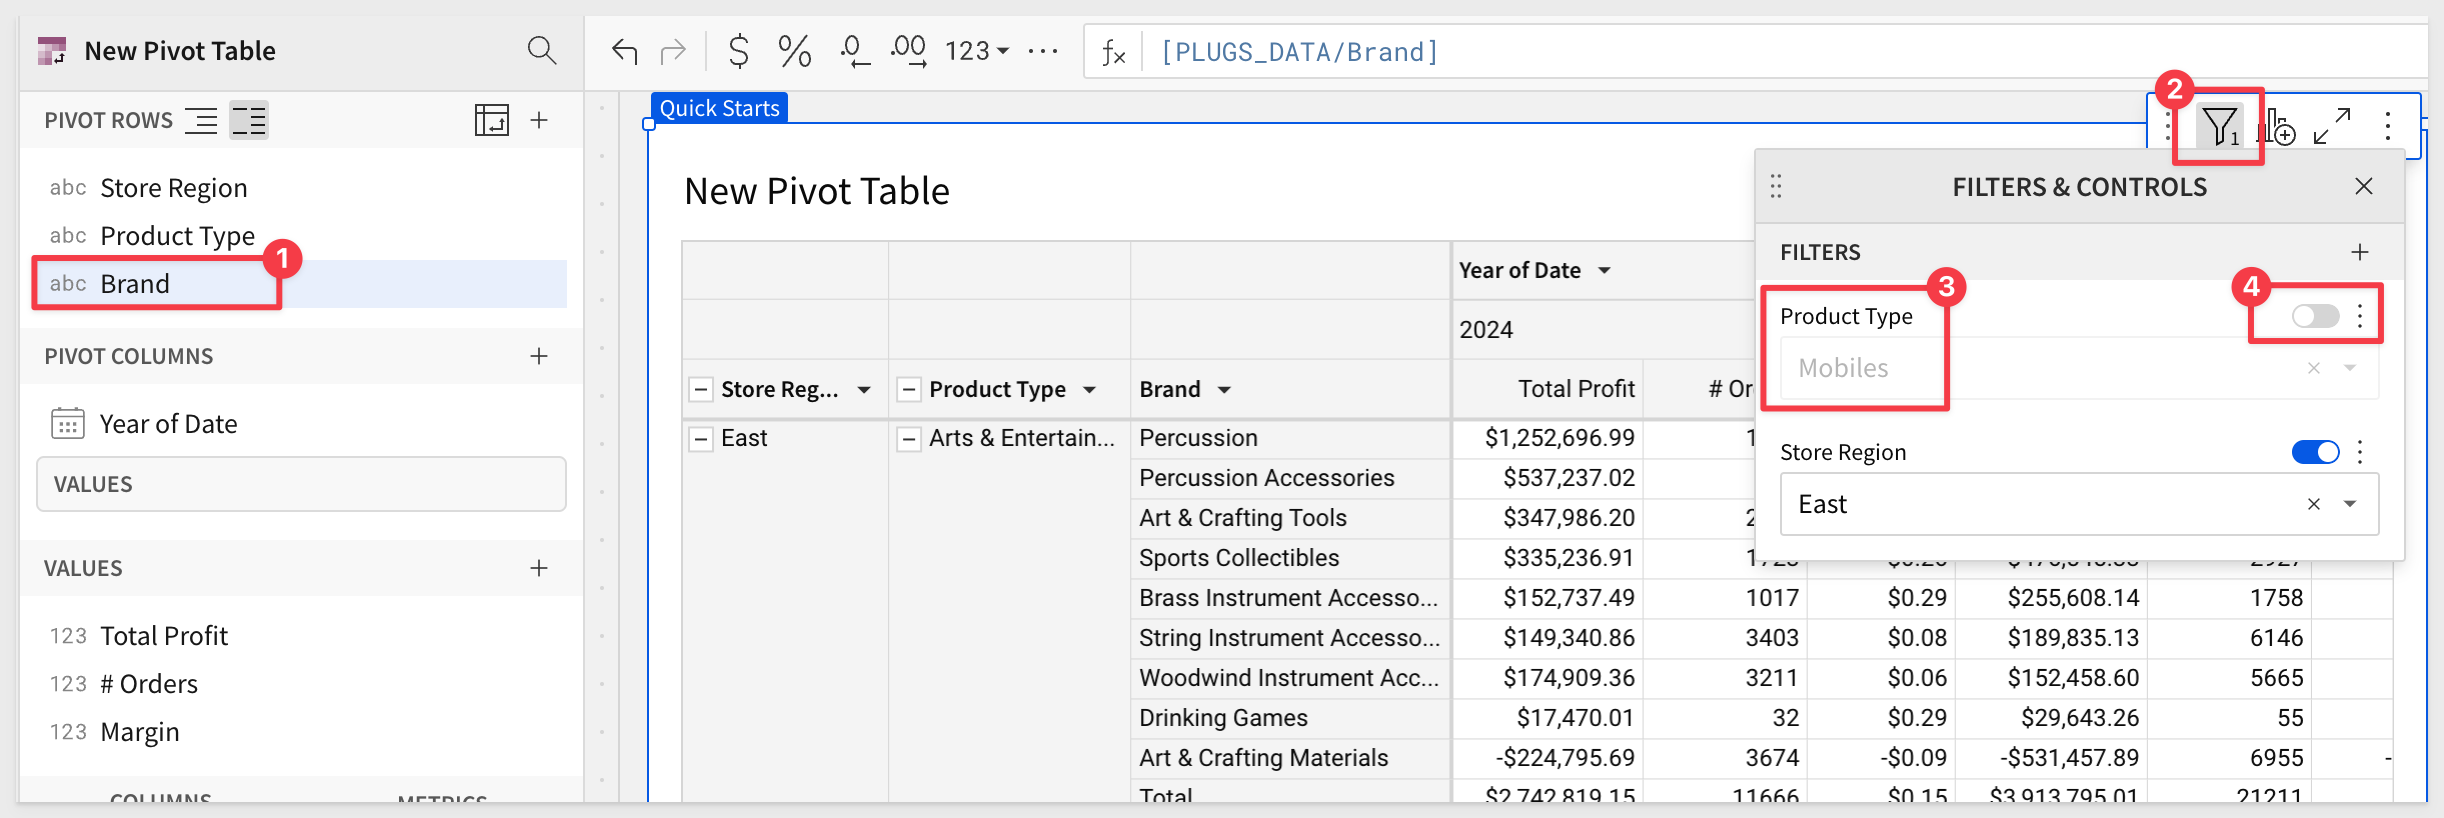 New Pivot Table
123
[PLUGS_DATA/Brand]
PIVOT ROWS
abc Store Region
abc Product Type
abc Brand
1
PIVOT COLUMNS
Year of Date
VALUES
VALUES
123 Total Profit
123 # Orders
123 Margin
COLUMNS METRICS
Quick Starts
New Pivot Table
Year of Date
2024
Store Reg... Product Type Brand Total Profit # Or
East Arts & Entertain... Percussion $1,252,696.99
Percussion Accessories $537,237.02
Art & Crafting Tools $347,986.20
Sports Collectibles $335,236.91
Brass Instrument Accesso... $152,737.49 1017 $0.29 $255,608.14 1758
String Instrument Accesso... $149,340.86 3403 $0.08 $189,835.13 6146
Woodwind Instrument Acc... $174,909.36 3211 $0.06 $152,458.60 5665
Drinking Games $17,470.01 32 $0.29 $29,643.26 55
Art & Crafting Materials -$224,795.69 3674 -$0.09 -$531,457.89 6955 -
Total $2,742,819.15 11666 $0.15 $3,913,795.01 21211
2
1
FILTERS & CONTROLS
FILTERS
3
4
Product Type
Mobiles
Store Region
East